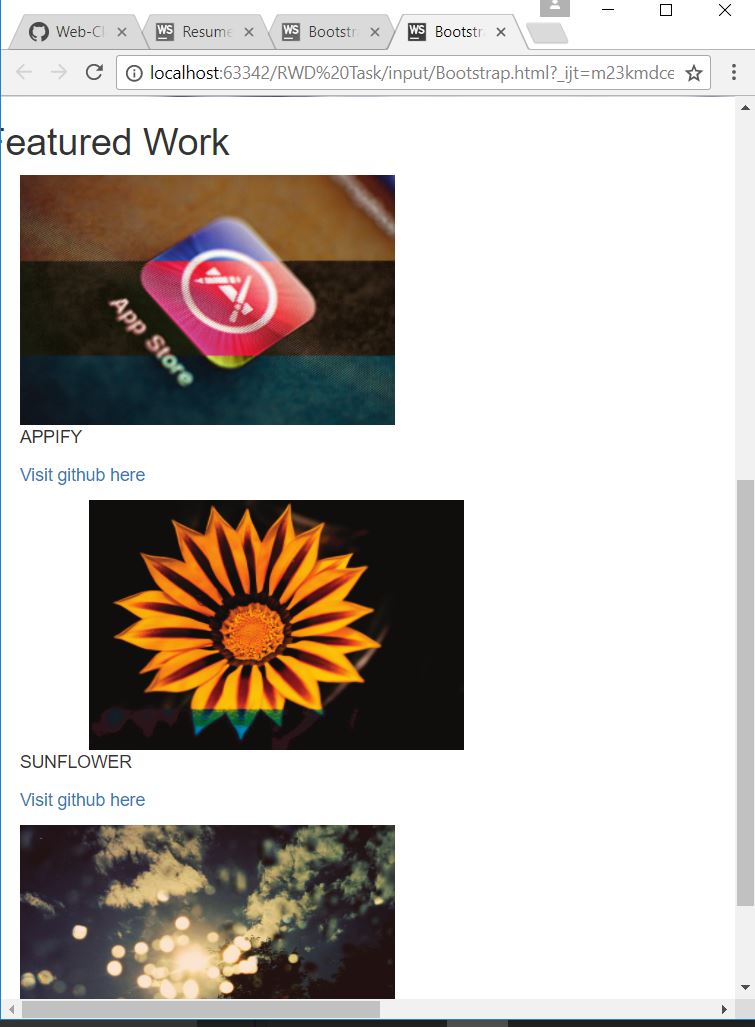 Web-Cl
Resume
Bootstr
Bootstr
localhost:63342/RWD%20Task/input/Bootstrap.html?_ijt=m23kmdce
Featured Work
App Store
APPIFY
Visit github here
SUNFLOWER
Visit github here